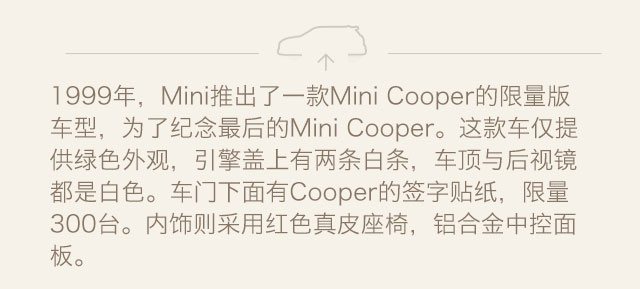 1999年，Mini推出了一款Mini Cooper的限量版
车型，为了纪念最后的Mini Cooper。这款车仅提
供绿色外观，引擎盖上有两条白条，车顶与后视镜
都是白色。车门下面有Cooper的签字贴纸，限量
300台。内饰则采用红色真皮座椅，铝合金中控面
板。